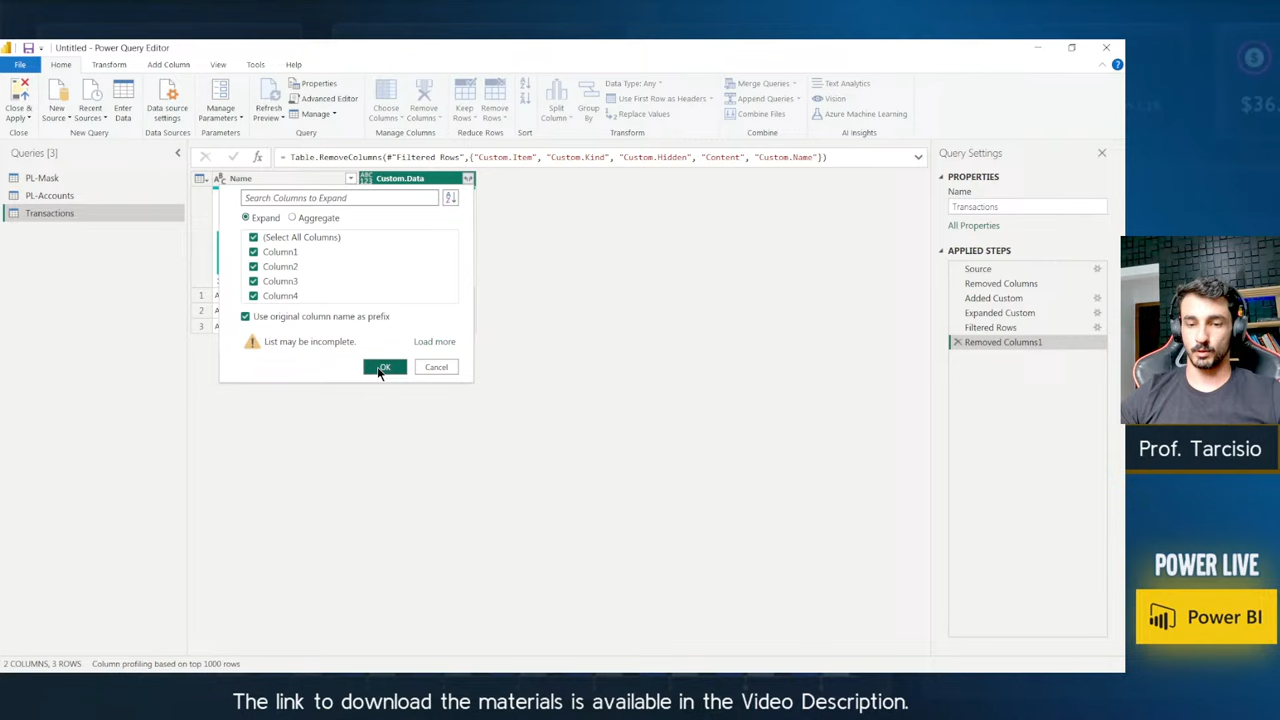 Untitled - Power Query Editor
File Home Transform Add Column View Tools Help
Close & Apply
New Source
Recent Sources
Enter Data
Data source settings
Manage Parameters
Refresh Preview
Properties
Advanced Editor
Manage
Choose Columns
Remove Columns
Keep Rows
Remove Rows
Split Column
Group By
Data Type: Any
Use First Row as Headers
Replace Values
Merge Queries
Append Queries
Combine Files
Text Analytics
Vision
Azure Machine Learning
Close
New Query
Data Sources
Parameters
Query
Manage Columns
Reduce Rows
Sort
Transform
Combine
AI Insights
Queries [3]
PL-Mask
PL-Accounts
Transactions
= Table.RemoveColumns(#"Filtered Rows",{"Custom.Item", "Custom.Kind", "Custom.Hidden", "Content", "Custom.Name"})
Name
ABC 123 Custom.Data
Search Columns to Expand
Expand Aggregate
(Select All Columns)
Column1
Column2
Column3
Column4
Use original column name as prefix
List may be incomplete. Load more
OK Cancel
1
2
3
Query Settings
PROPERTIES
Name
Transactions
All Properties
APPLIED STEPS
Source
Removed Columns
Added Custom
Expanded Custom
Filtered Rows
Removed Columns1
2 COLUMNS, 3 ROWS Column profiling based on top 1000 rows
Prof. Tarcisio
POWER LIVE
Power BI
The link to download the materials is available in the Video Description.